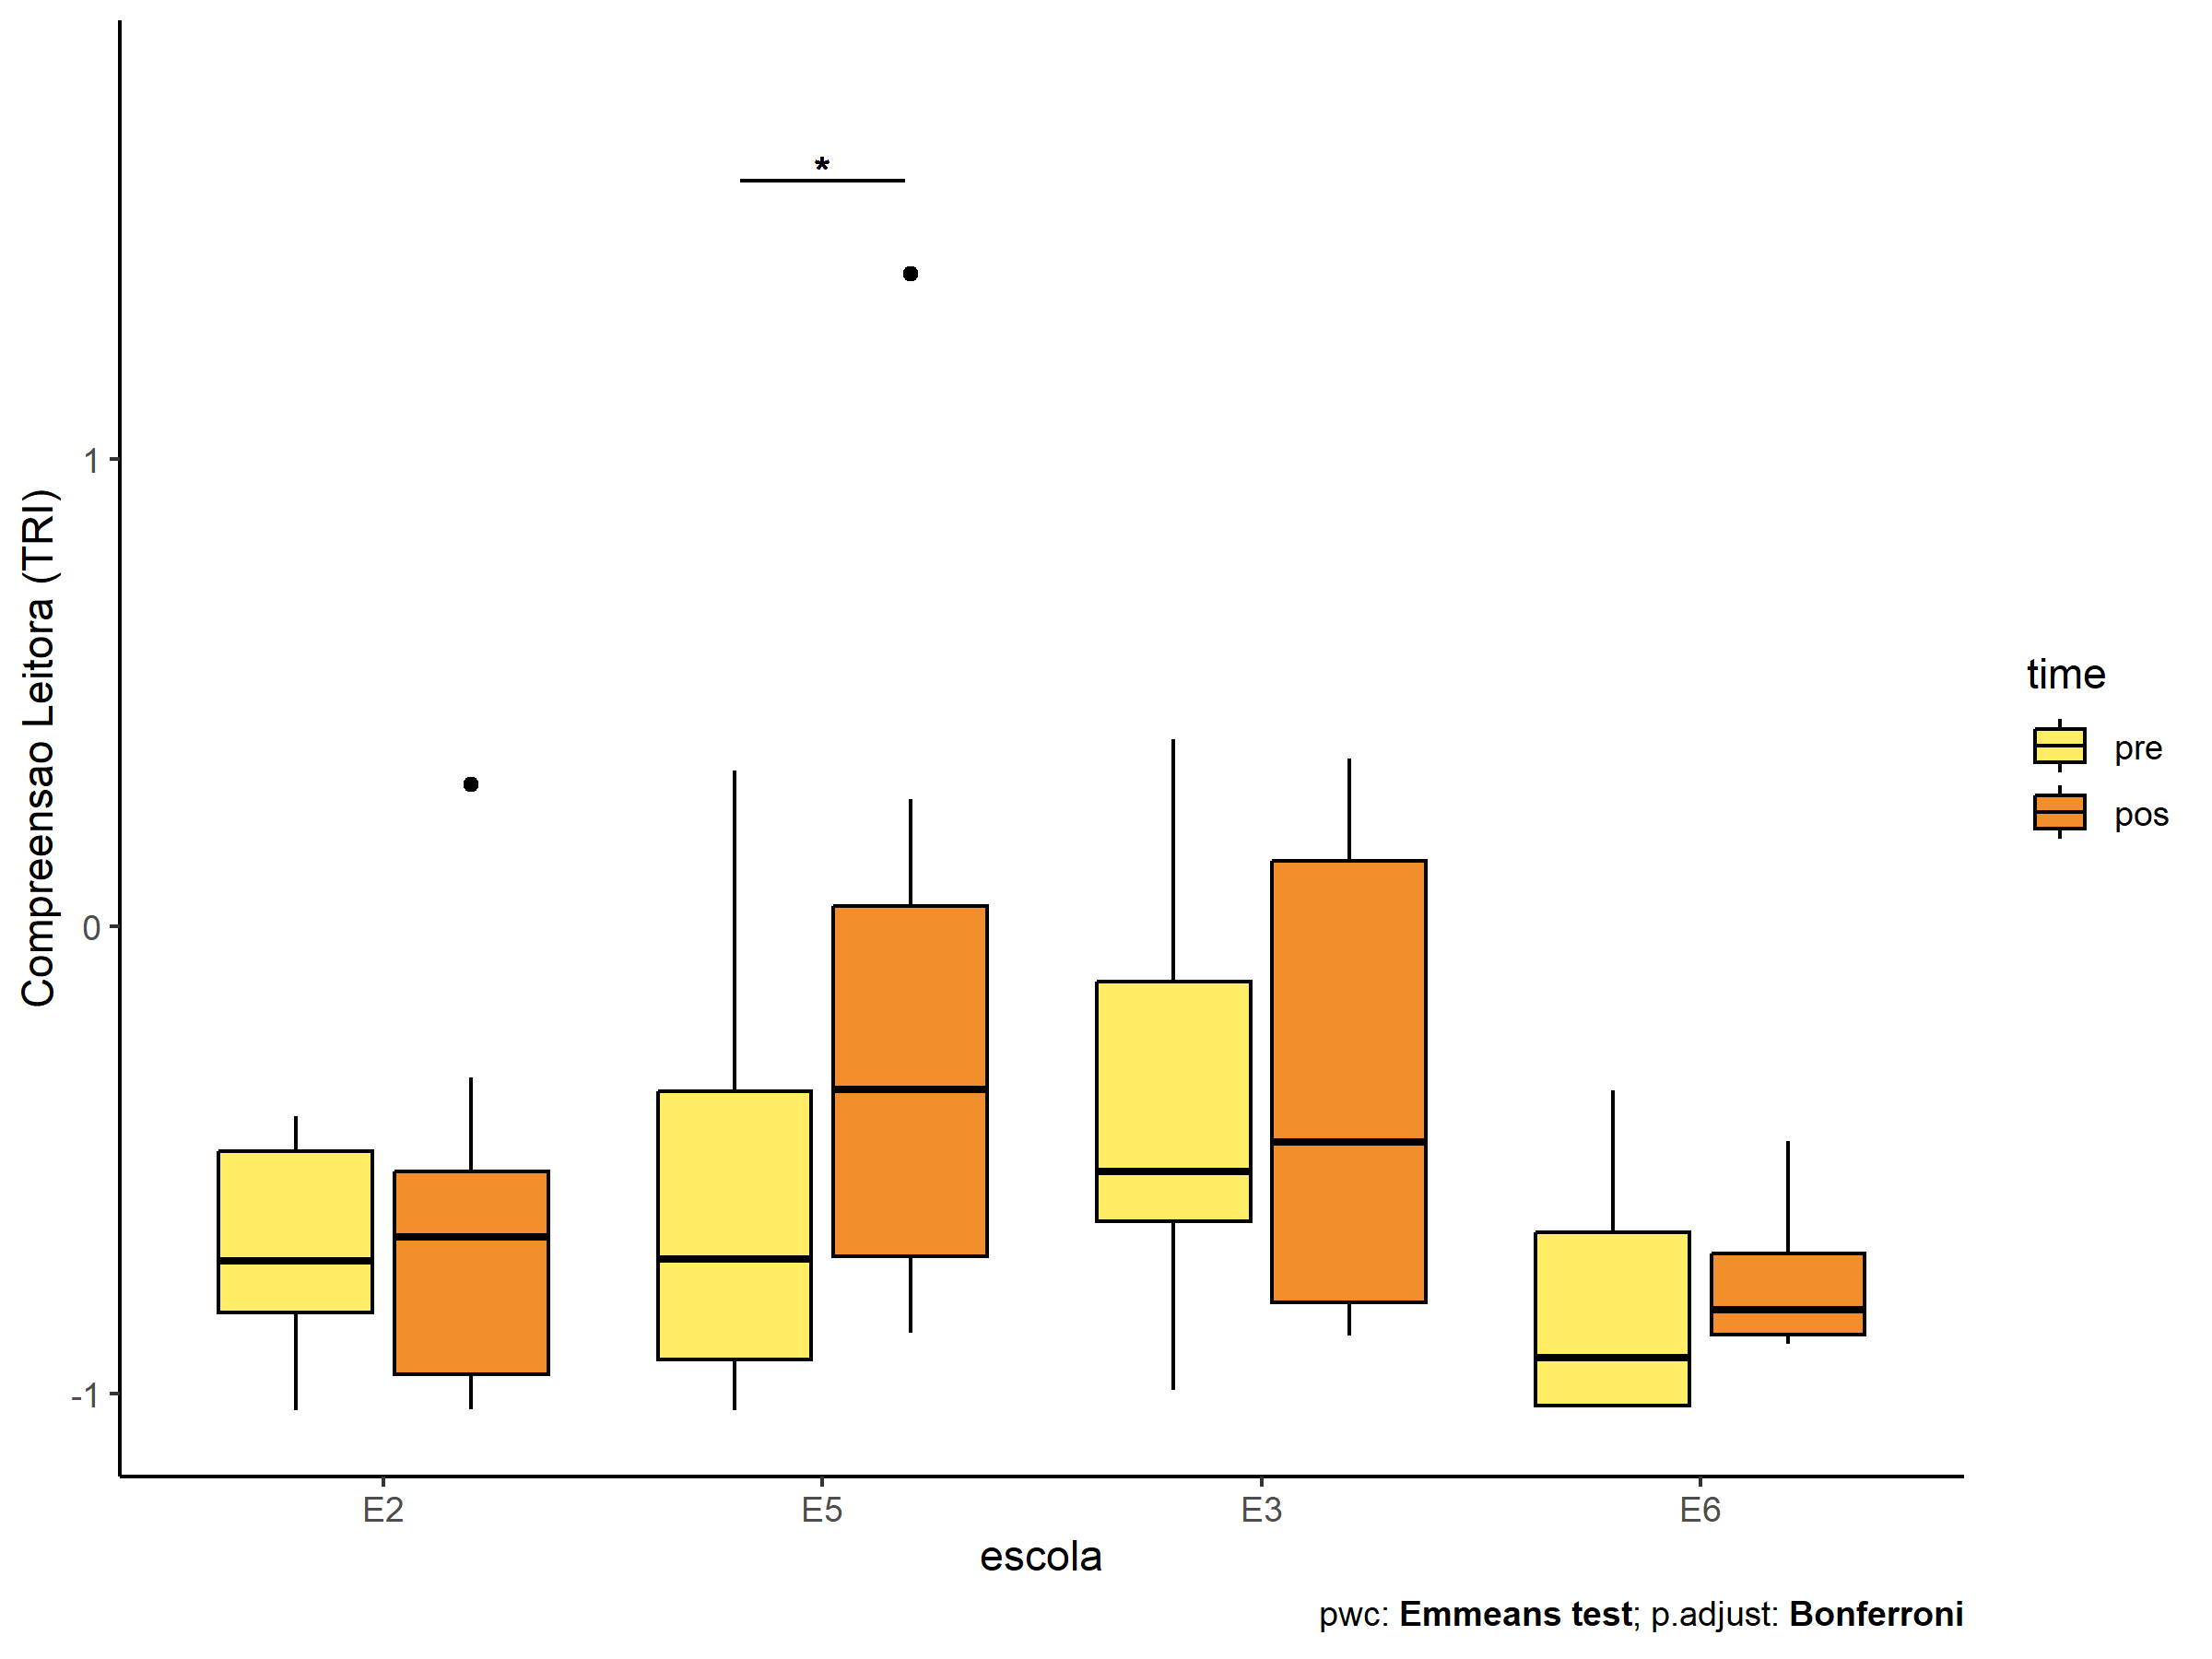 *
1
0
-1
Compreensao Leitora (TRI)
E2 E5 E3 E6
escola
time
pre
pos
pwc: Emmeans test; p.adjust: Bonferroni